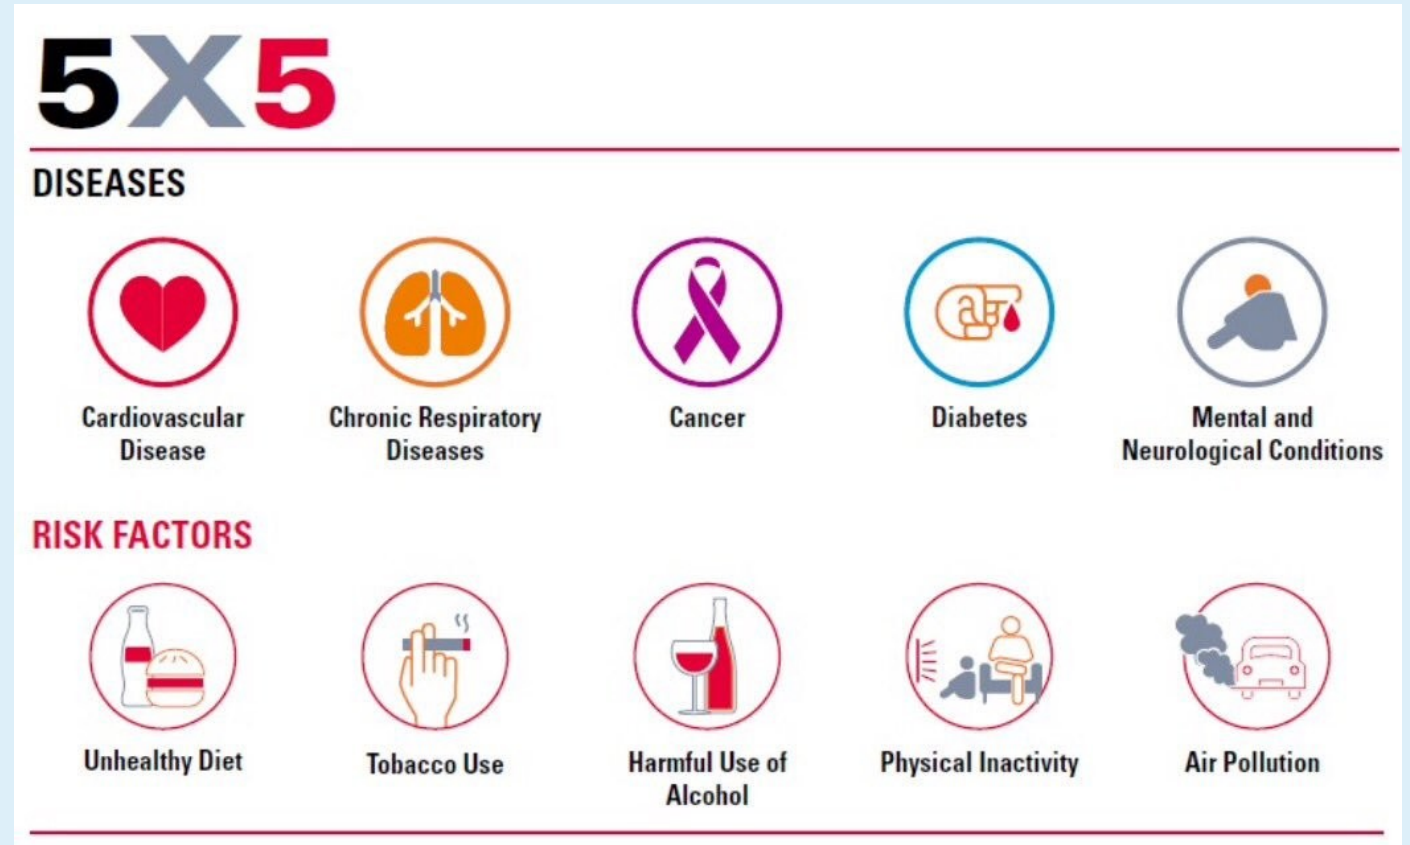 5X5
DISEASES
Cardiovascular
Disease
Chronic Respiratory
Diseases
Cancer
Diabetes
Mental and
Neurological Conditions
RISK FACTORS
Unhealthy Diet
Tobacco Use
Harmful Use of
Alcohol
Physical Inactivity
Air Pollution